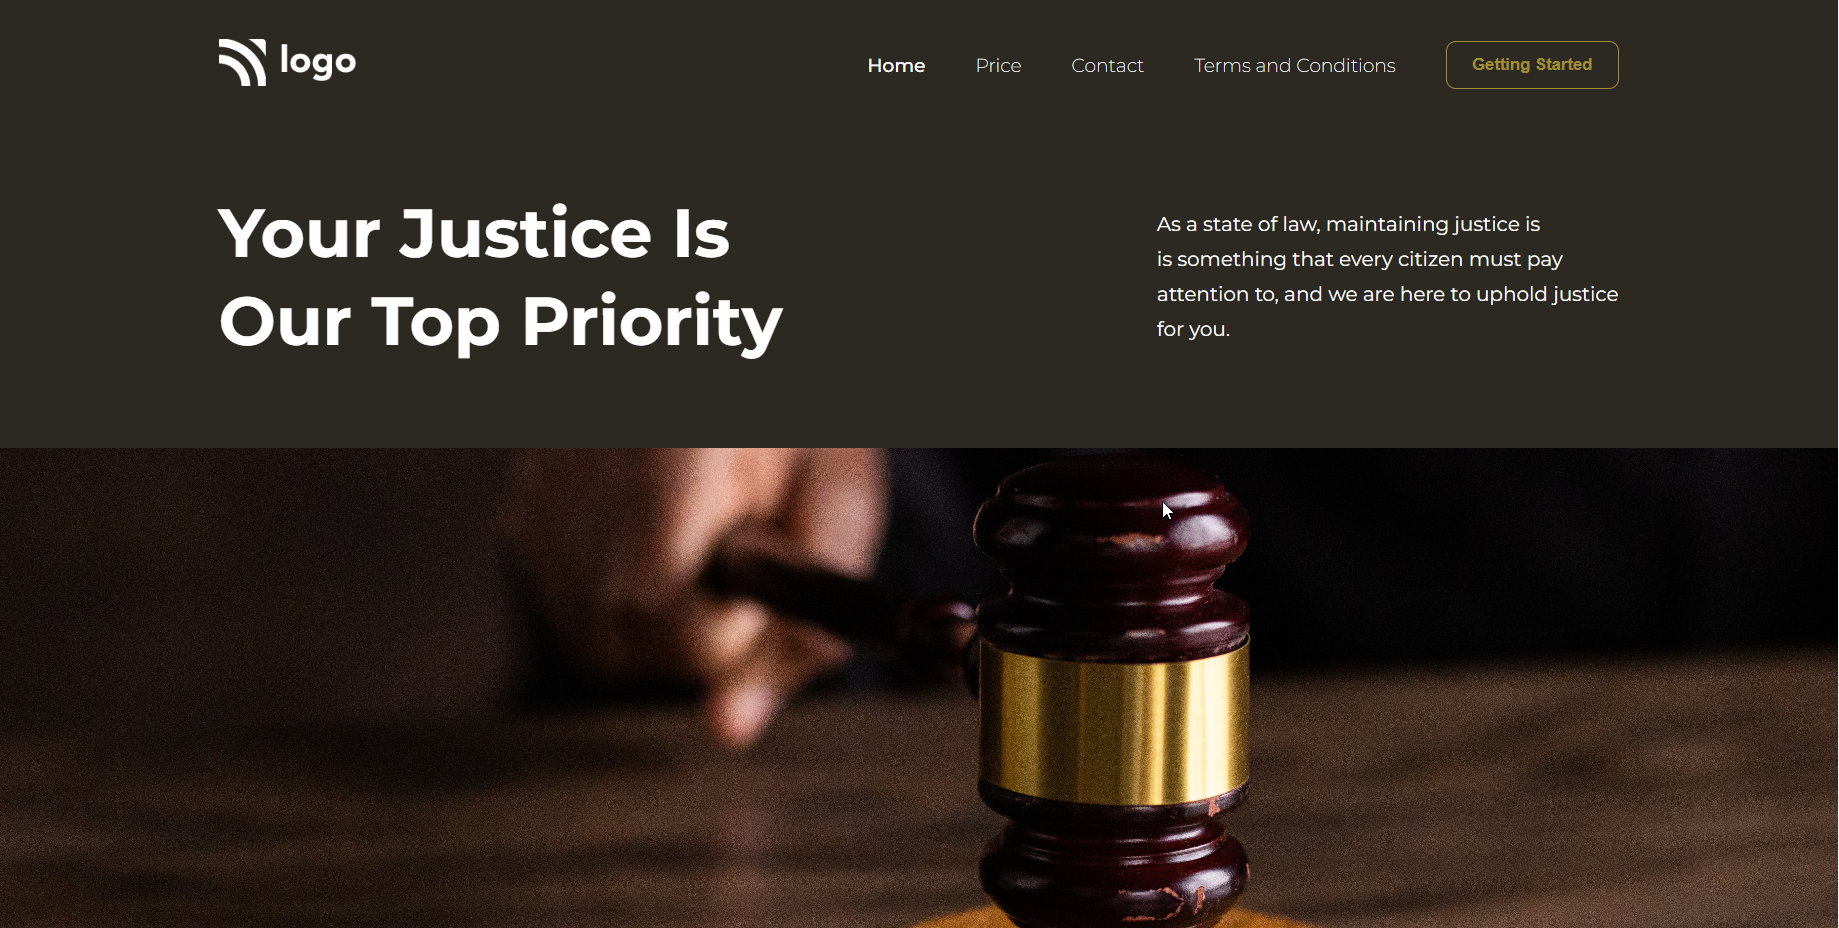 logo
Home Price Contact Terms and Conditions Getting Started
Your Justice Is
Our Top Priority
As a state of law, maintaining justice is
is something that every citizen must pay
attention to, and we are here to uphold justice
for you.